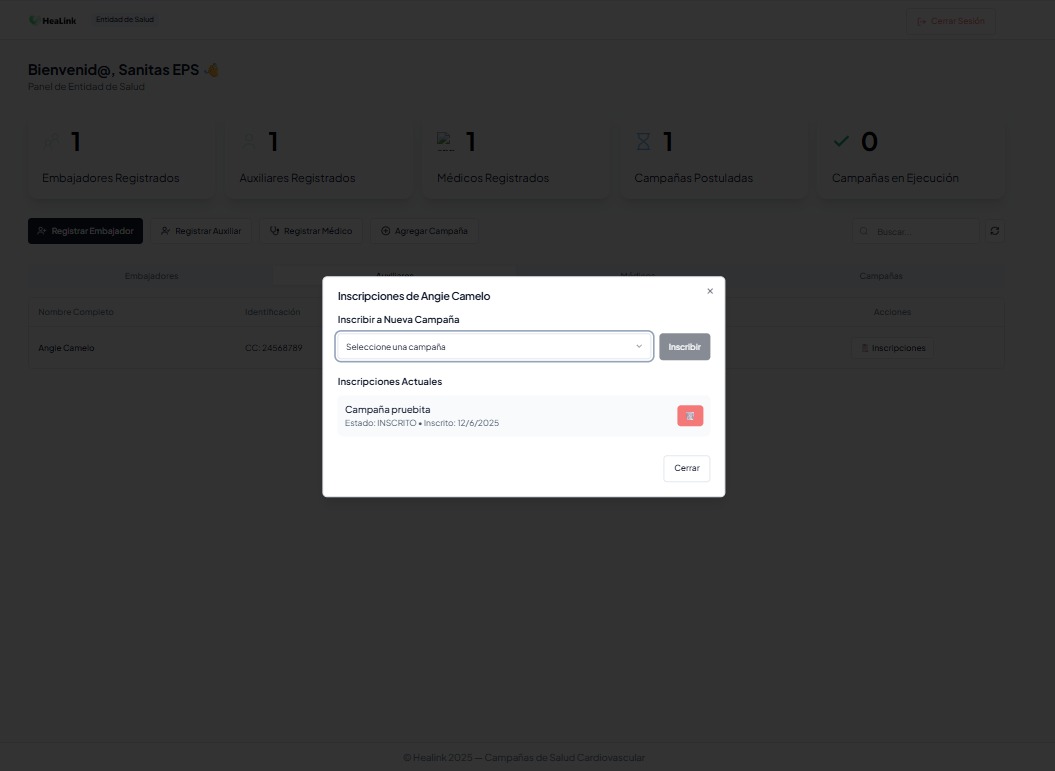 HeaLink
Entidad de Salud
Cerrar Sesión
Bienvenid@, Sanitas EPS 👋
Panel de Entidad de Salud
1
Embajadores Registrados
1
Auxiliares Registrados
1
Médicos Registrados
1
Campañas Postuladas
0
Campañas en Ejecución
Registrar Embajador
Registrar Auxiliar
Registrar Médico
Agregar Campaña
Buscar...
Embajadores
Auxiliares
Médicos
Campañas
Nombre Completo
Identificación
Acciones
Angie Camelo
CC: 24568789
Inscripciones
Inscripciones de Angie Camelo
Inscribir a Nueva Campaña
Seleccione una campaña
Inscribir
Inscripciones Actuales
Campaña pruebita
Estado: INSCRITO • Inscrito: 12/6/2025
Cerrar
© Healink 2025 — Campañas de Salud Cardiovascular